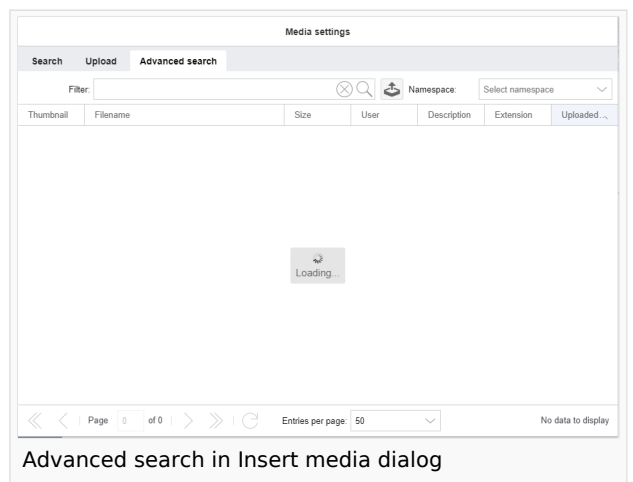 Media settings
Search Upload Advanced search
Filter: Namespace: Select namespace
Thumbnail Filename Size User Description Extension Uploaded...
Loading...
Page 0 of 0 Entries per page: 50 No data to display
Advanced search in Insert media dialog